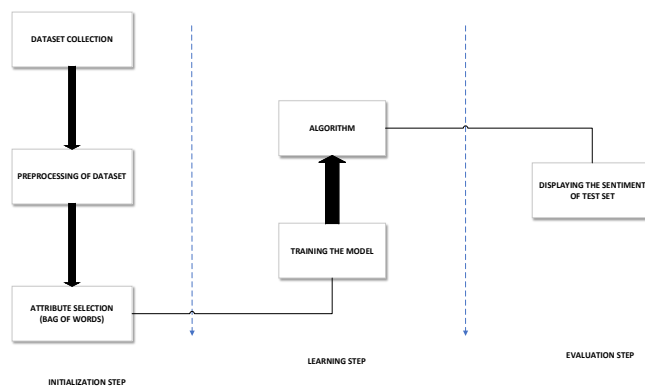 DATASET COLLECTION
PREPROCESSING OF DATASET
ATTRIBUTE SELECTION
(BAG OF WORDS)
INITIALIZATION STEP
ALGORITHM
TRAINING THE MODEL
LEARNING STEP
DISPLAYING THE SENTIMENT
OF TEST SET
EVALUATION STEP